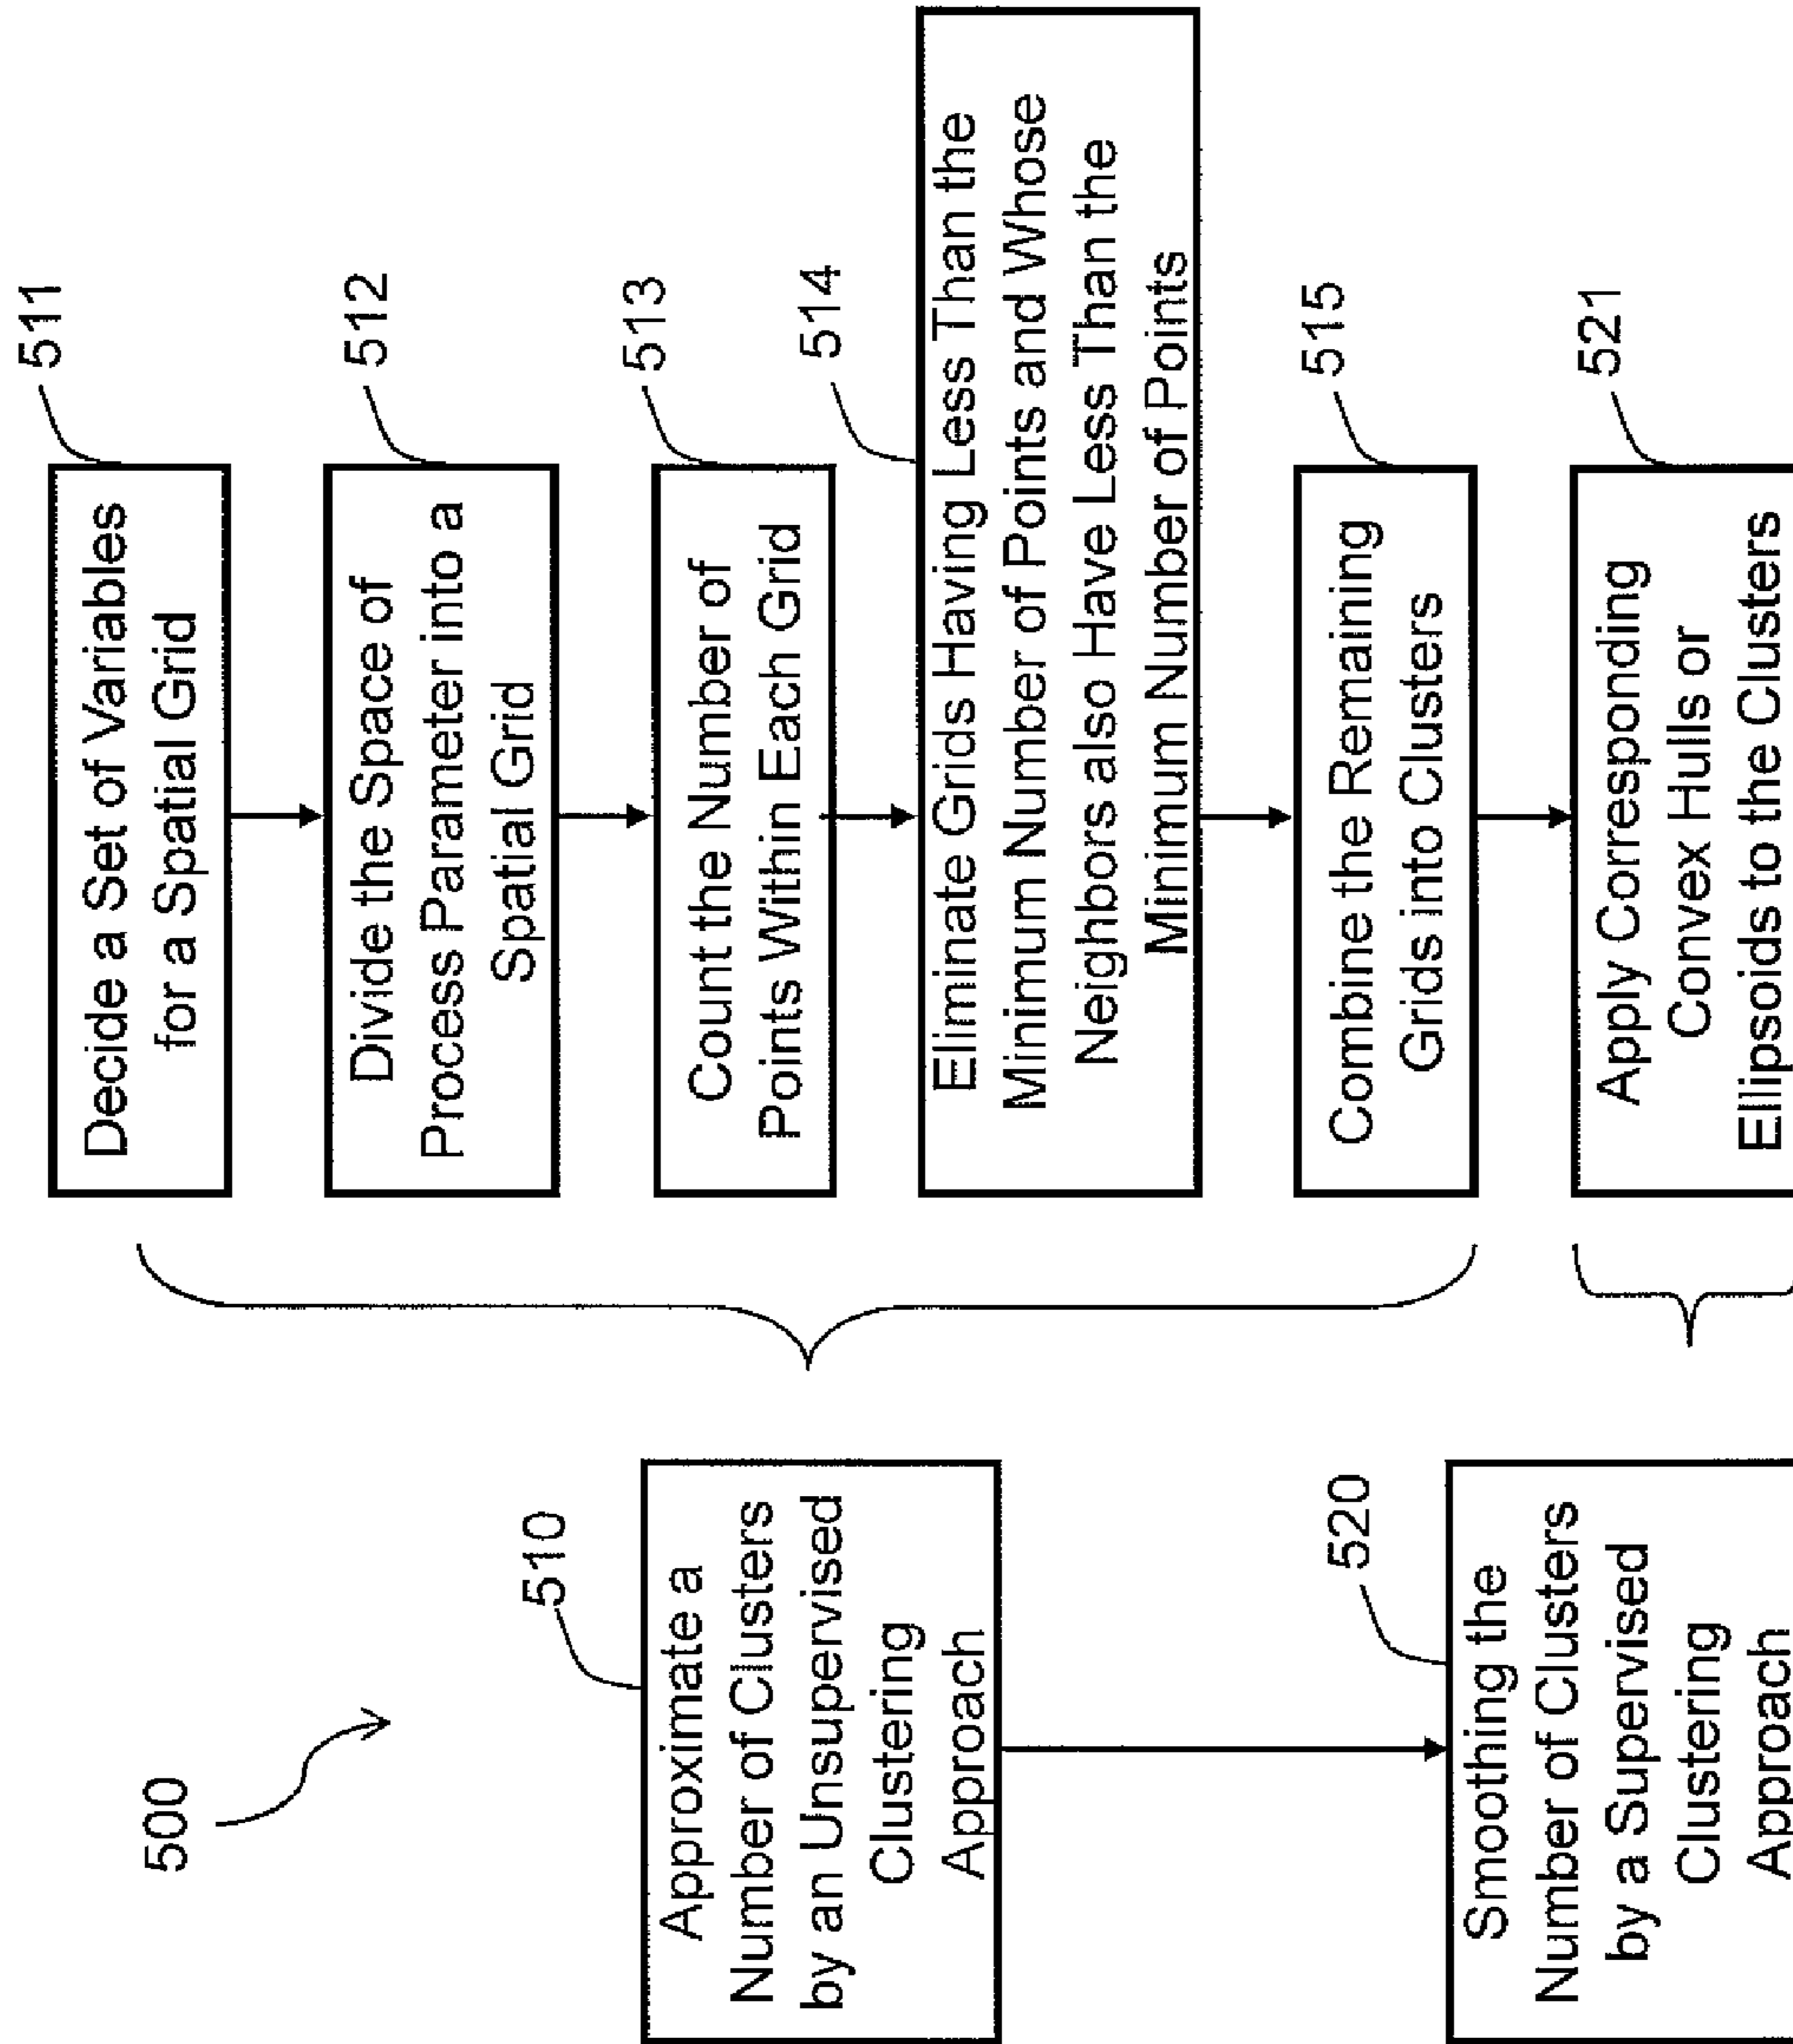 500
510
Approximate a
Number of Clusters
by an Unsupervised
Clustering
Approach
520
Smoothing the
Number of Clusters
by a Supervised
Clustering
Approach
511
Decide a Set of Variables
for a Spatial Grid
512
Divide the Space of
Process Parameter into a
Spatial Grid
513
Count the Number of
Points Within Each Grid
514
Eliminate Grids Having Less Than the
Minimum Number of Points and Whose
Neighbors also Have Less Than the
Minimum Number of Points
515
Combine the Remaining
Grids into Clusters
521
Apply Corresponding
Convex Hulls or
Ellipsoids to the Clusters